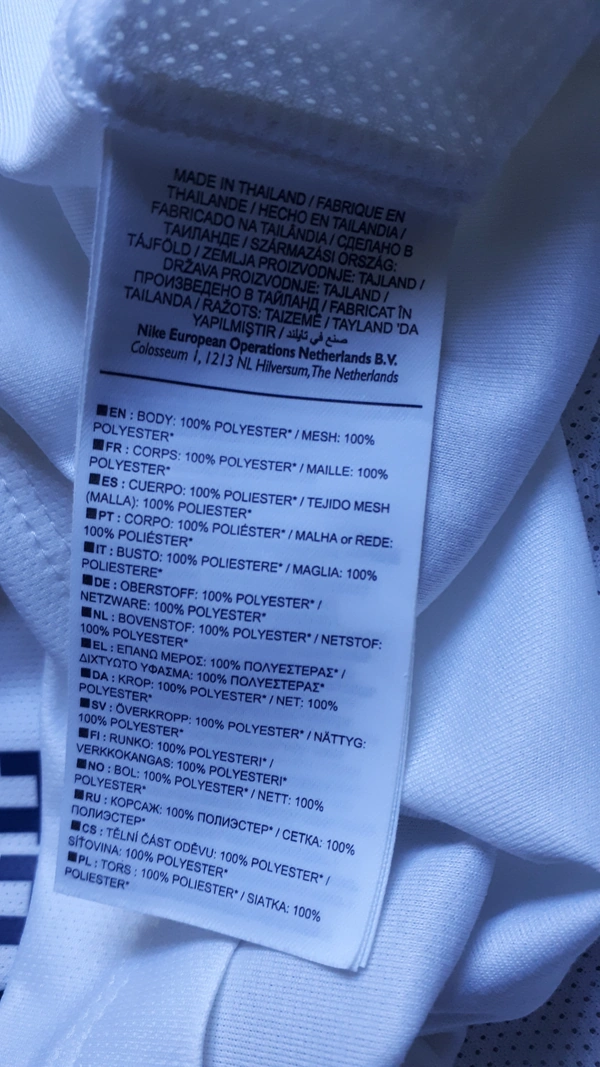 MADE IN THAILAND / FABRIQUE EN
THAILANDE / HECHO EN TAILANDIA /
FABRICADO NA TAILÂNDIA / СДЕЛАНО В
ТАИЛАНДЕ / SZÁRMAZÁSI ORSZÁG:
TÁJFÖLD / ZEMLJA PROIZVODNJE: TAJLAND /
DRŽAVA PROIZVODNJE: TAJLAND /
ПРОИЗВЕДЕНО В ТАЙЛАНД / FABRICAT ÎN
TAILANDA / RAŽOTS: TAIZEMĒ / TAYLAND 'DA
YAPILMIŞTIR / صنع في تايلند
Nike European Operations Netherlands B.V.
Colosseum 1, 1213 NL Hilversum,The Netherlands
EN : BODY: 100% POLYESTER* / MESH: 100%
POLYESTER*
FR : CORPS: 100% POLYESTER* / MAILLE: 100%
POLYESTER*
ES : CUERPO: 100% POLIESTER* / TEJIDO MESH
(MALLA): 100% POLIESTER*
PT : CORPO: 100% POLIÉSTER* / MALHA or REDE:
100% POLIÉSTER*
IT : BUSTO: 100% POLIESTERE* / MAGLIA: 100%
POLIESTERE*
DE : OBERSTOFF: 100% POLYESTER* /
NETZWARE: 100% POLYESTER*
NL : BOVENSTOF: 100% POLYESTER* / NETSTOF:
100% POLYESTER*
EL : ΕΠΑΝΩ ΜΕΡΟΣ: 100% ΠΟΛΥΕΣΤΕΡΑΣ* /
ΔΙΧΤΥΩΤΟ ΥΦΑΣΜΑ: 100% ΠΟΛΥΕΣΤΕΡΑΣ*
DA : KROP: 100% POLYESTER* / NET: 100%
POLYESTER*
SV : ÖVERKROPP: 100% POLYESTER* / NÄTTYG:
100% POLYESTER*
FI : RUNKO: 100% POLYESTERI* /
VERKKOKANGAS: 100% POLYESTERI*
NO : BOL: 100% POLYESTER* / NETT: 100%
POLYESTER*
RU : КОРСАЖ: 100% ПОЛИЭСТЕР* / СЕТКА: 100%
ПОЛИЭСТЕР*
CS : TĚLNÍ ČÁST ODĚVU: 100% POLYESTER* /
SÍŤOVINA: 100% POLYESTER*
PL : TORS : 100% POLIESTER* / SIATKA: 100%
POLIESTER*